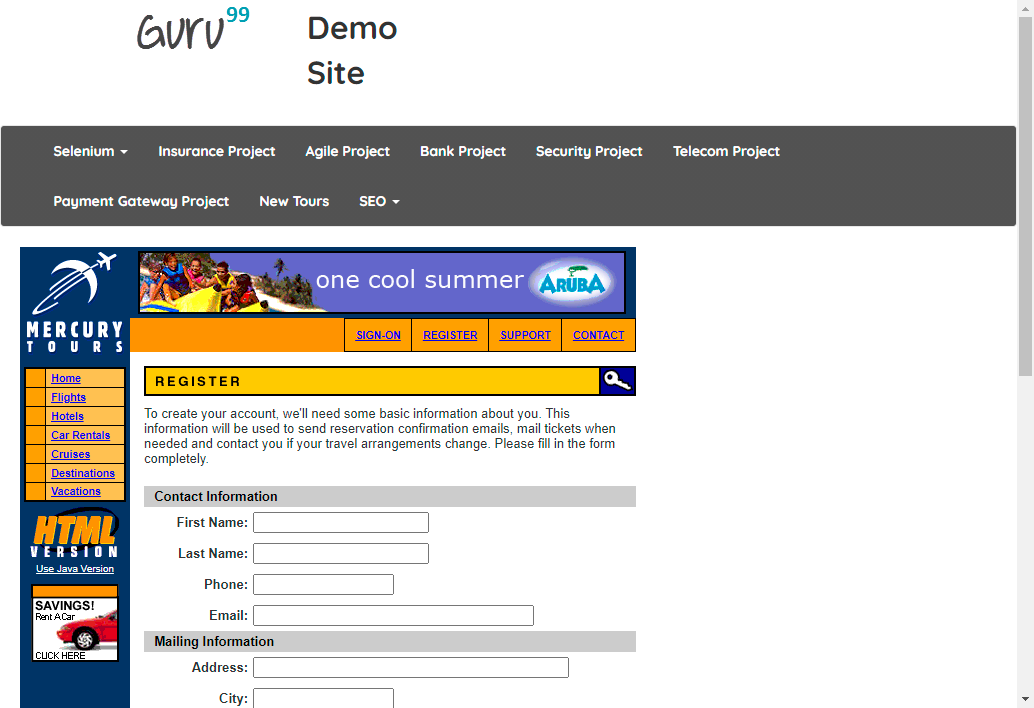 Guru99
Demo
Site
Selenium
Insurance Project
Agile Project
Bank Project
Security Project
Telecom Project
Payment Gateway Project
New Tours
SEO
one cool summer
ARUBA
MERCURY
TOURS
SIGN-ON
REGISTER
SUPPORT
CONTACT
Home
Flights
Hotels
Car Rentals
Cruises
Destinations
Vacations
HTML
VERSION
Use Java Version
SAVINGS!
Rent A Car
CLICK HERE
REGISTER
To create your account, we'll need some basic information about you. This
information will be used to send reservation confirmation emails, mail tickets when
needed and contact you if your travel arrangements change. Please fill in the form
completely.
Contact Information
First Name:
Last Name:
Phone:
Email:
Mailing Information
Address:
City: